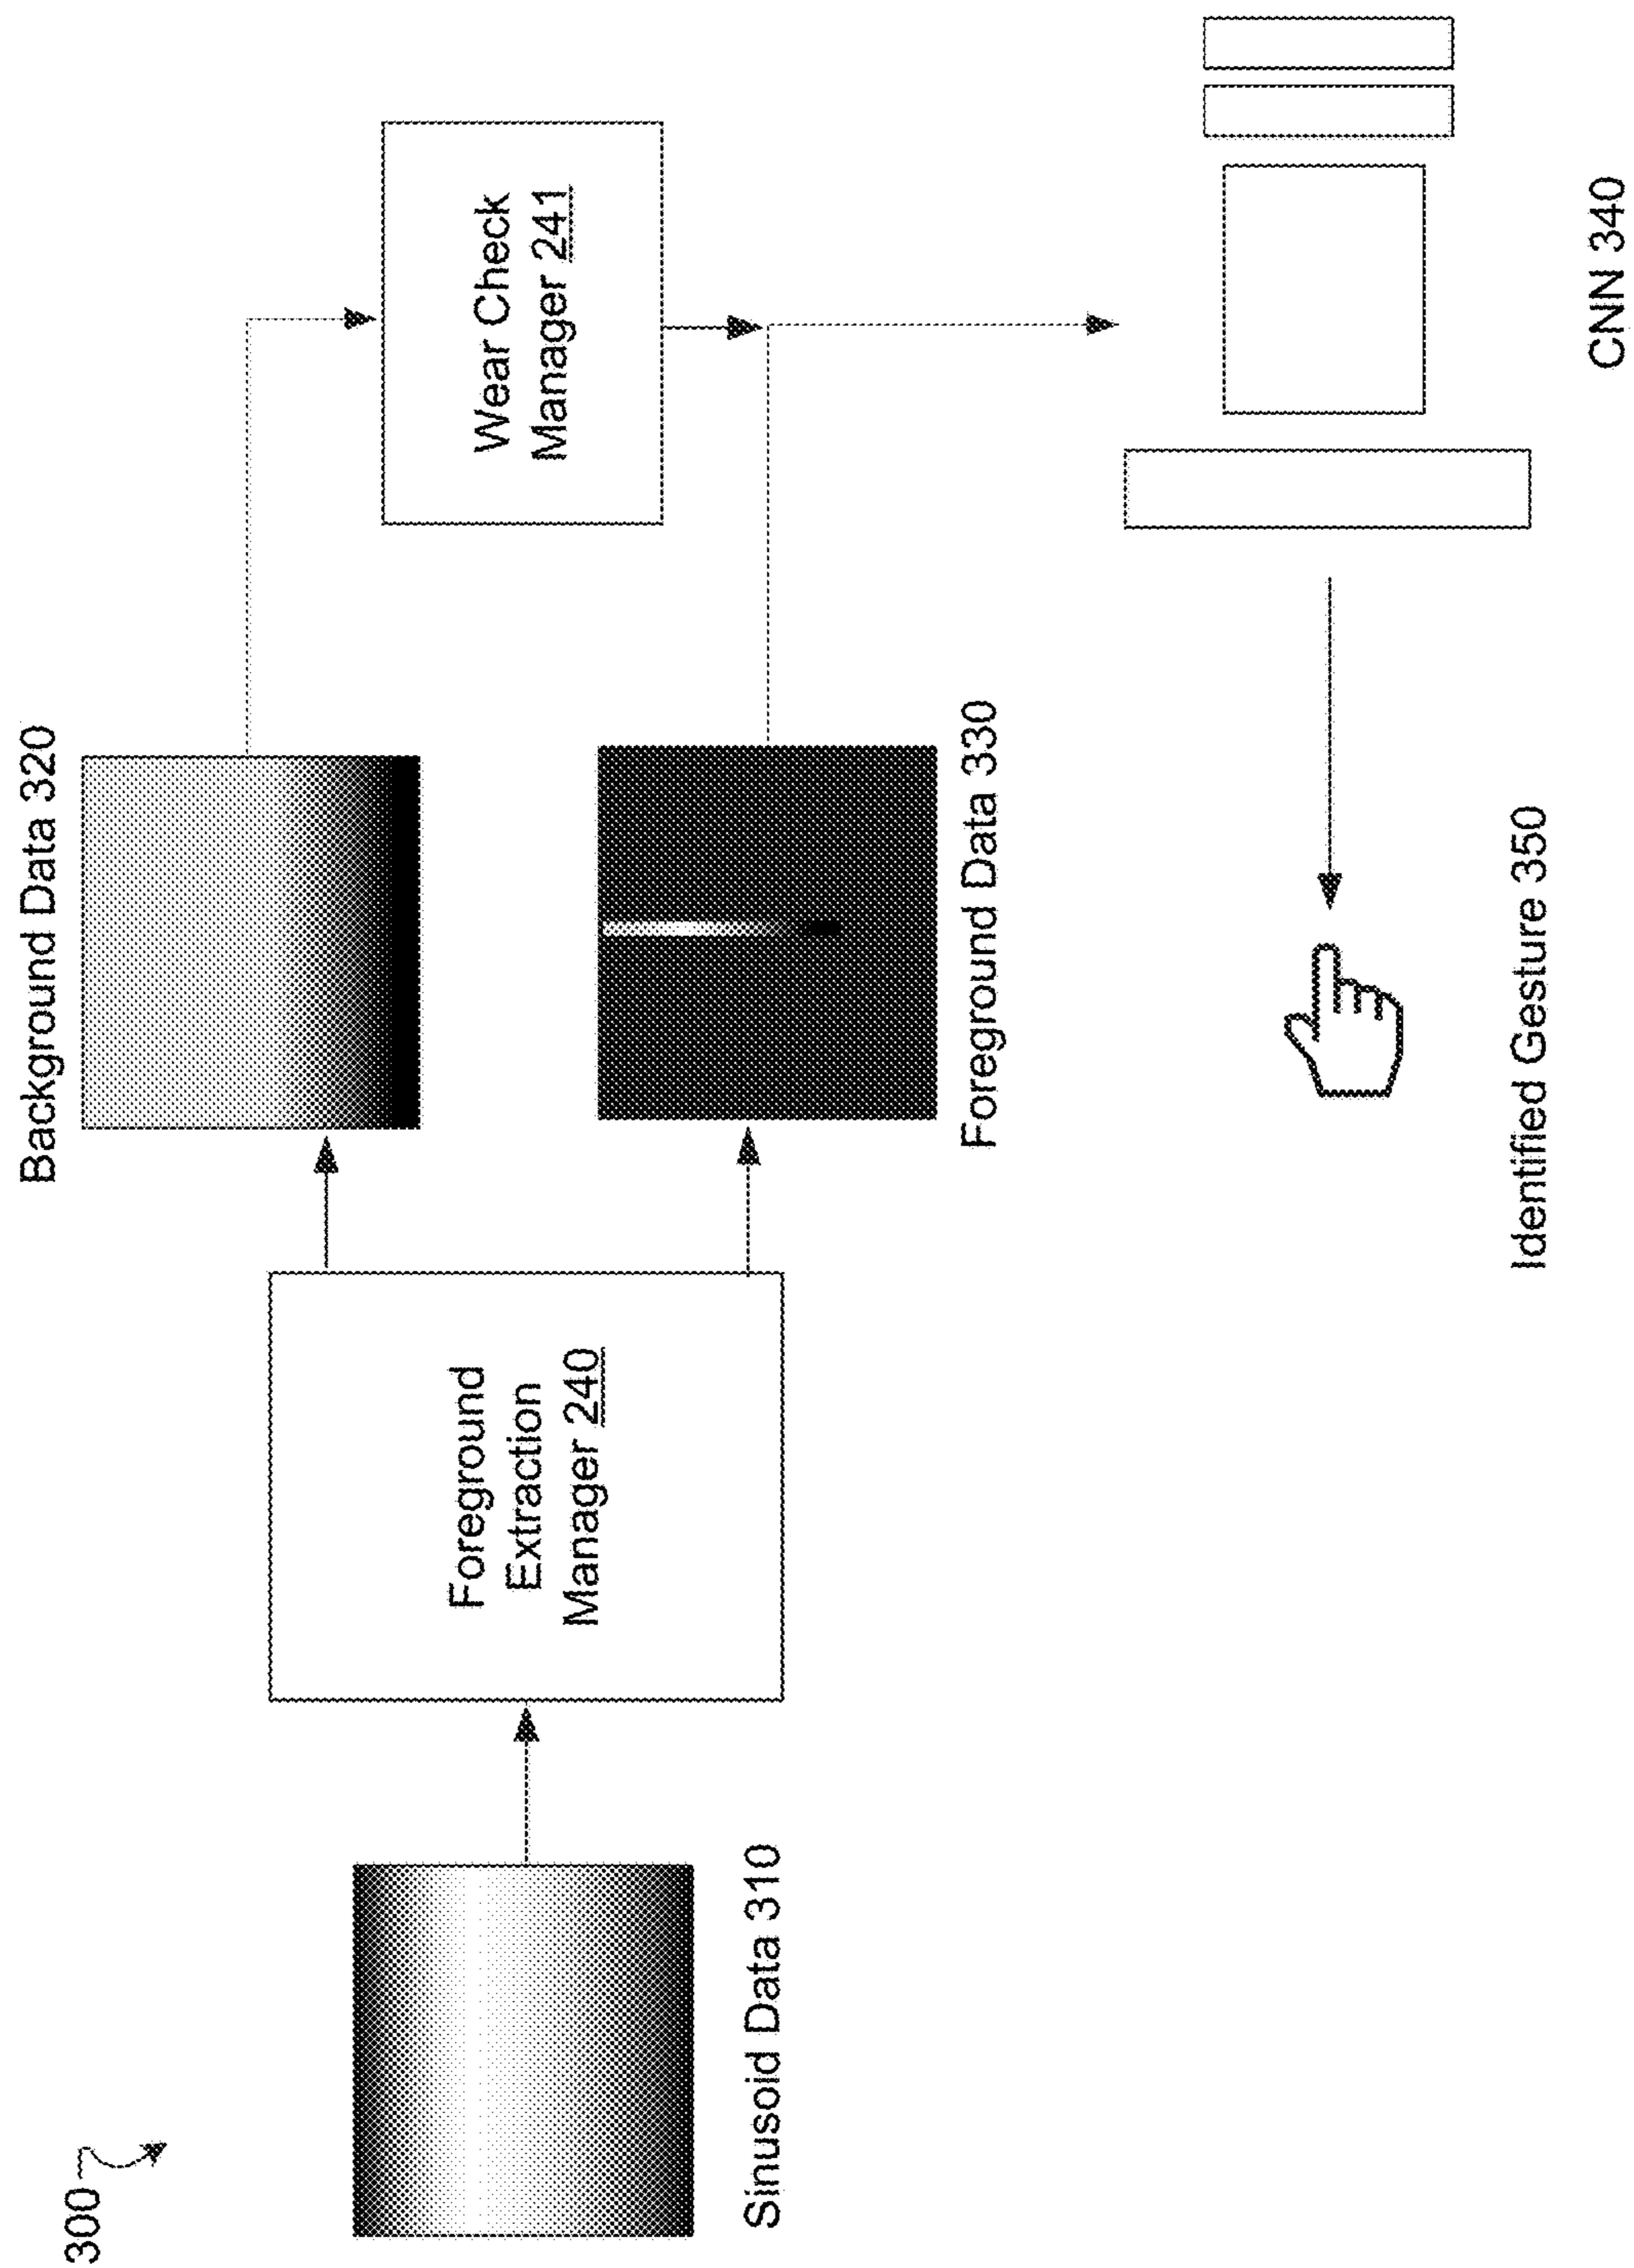 300
Background Data 320
Foreground
Extraction
Manager 240
Wear Check
Manager 241
Sinusoid Data 310
Foreground Data 330
Identified Gesture 350
CNN 340